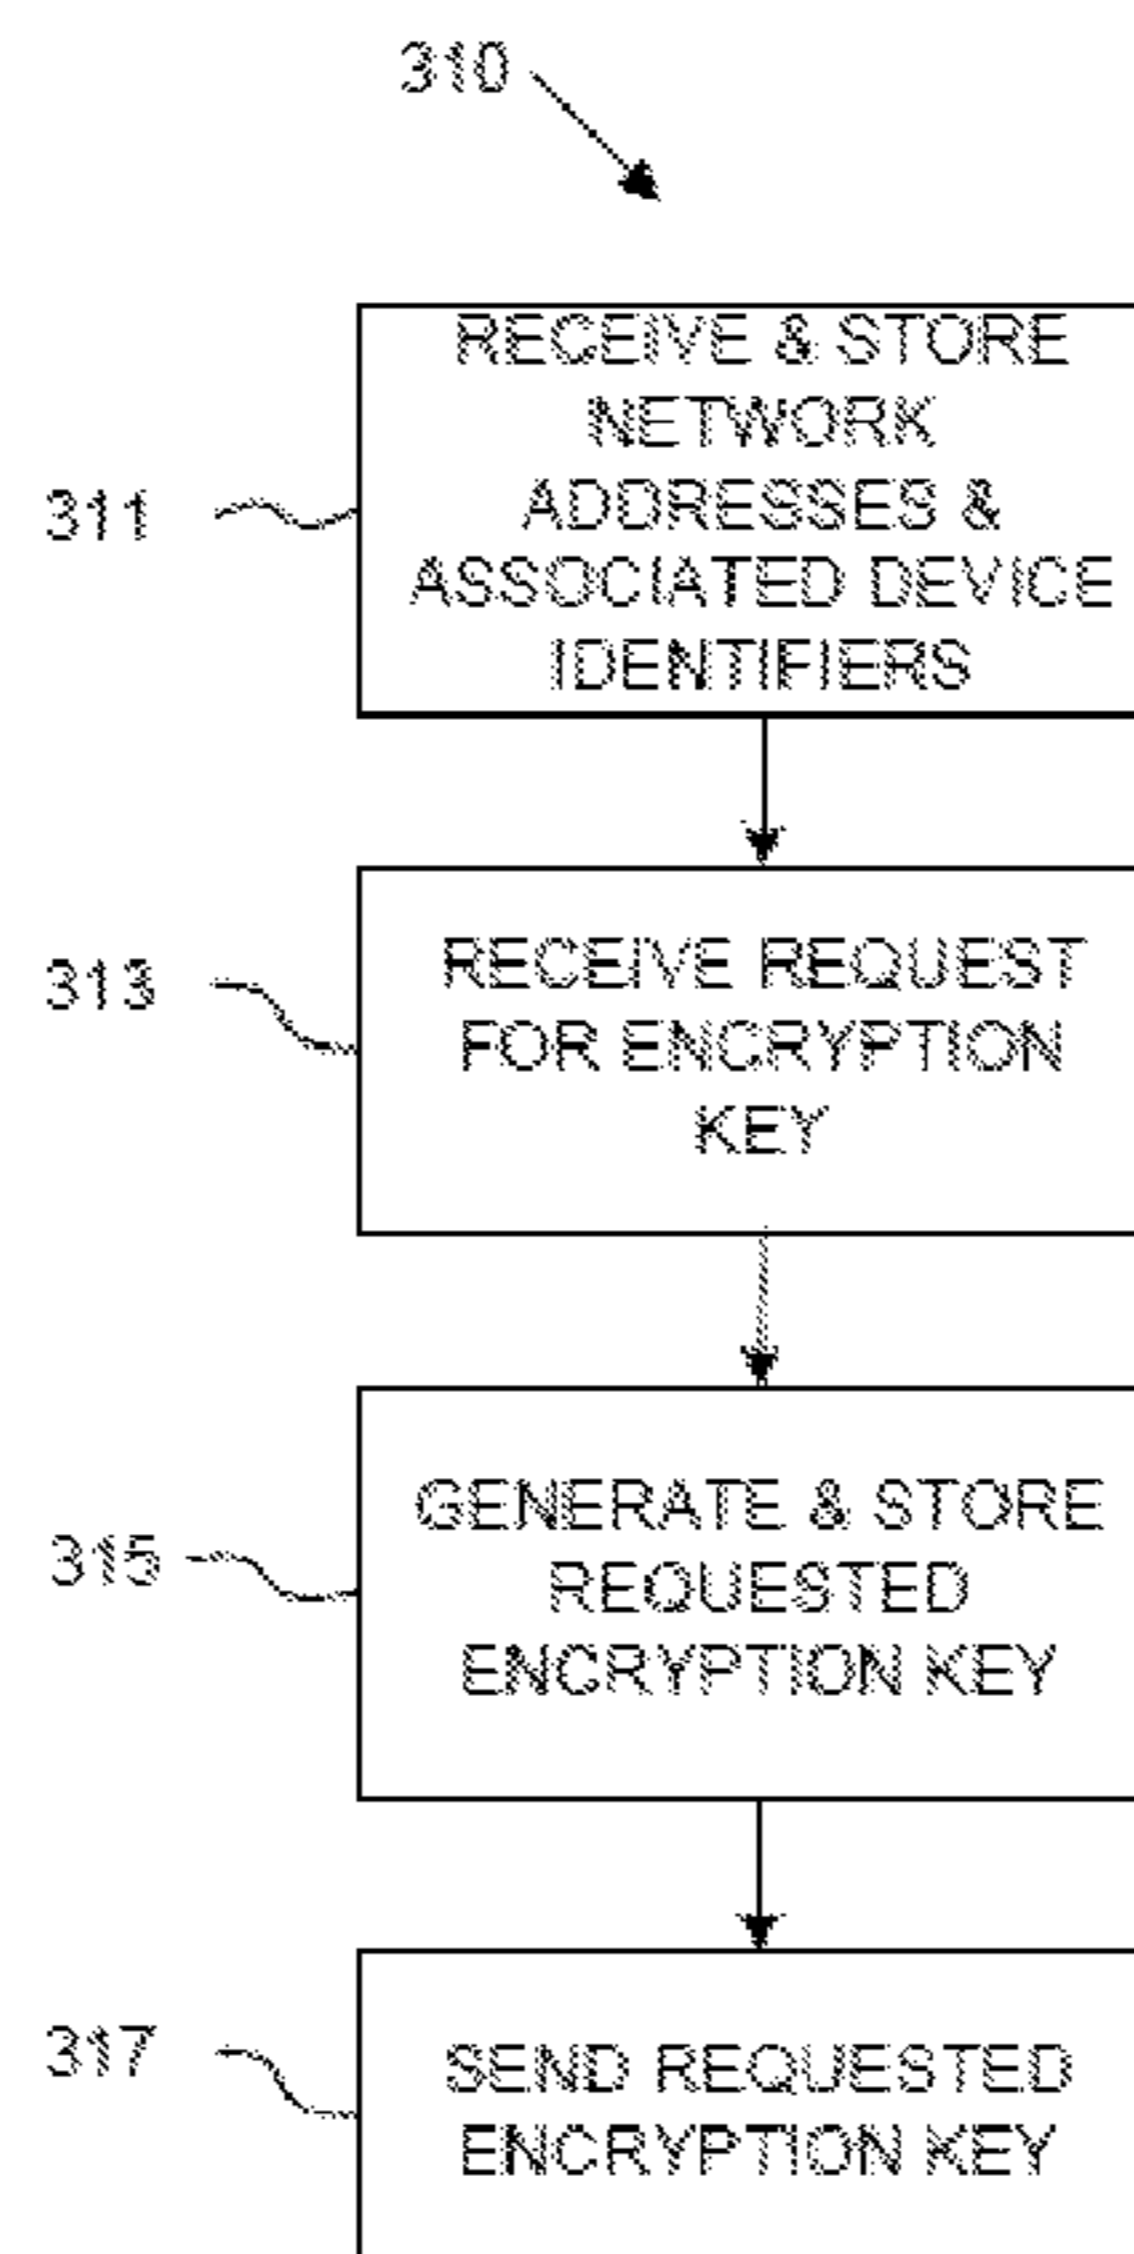 310
RECEIVE & STORE
NETWORK
ADDRESSES &
ASSOCIATED DEVICE
IDENTIFIERS
311
RECEIVE REQUEST
FOR ENCRYPTION
KEY
313
GENERATE & STORE
REQUESTED
ENCRYPTION KEY
315
SEND REQUESTED
ENCRYPTION KEY
317